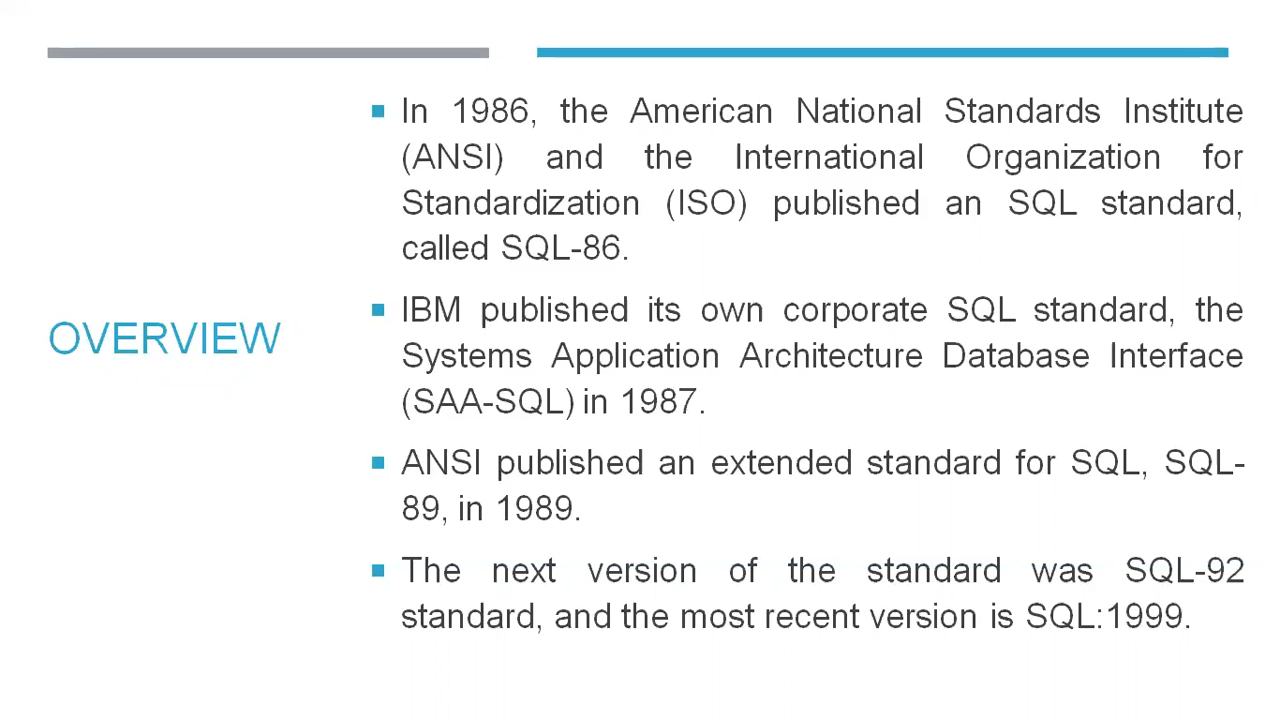 OVERVIEW
In 1986, the American National Standards Institute
(ANSI) and the International Organization for
Standardization (ISO) published an SQL standard,
called SQL-86.
IBM published its own corporate SQL standard, the
Systems Application Architecture Database Interface
(SAA-SQL) in 1987.
ANSI published an extended standard for SQL, SQL-
89, in 1989.
The next version of the standard was SQL-92
standard, and the most recent version is SQL:1999.